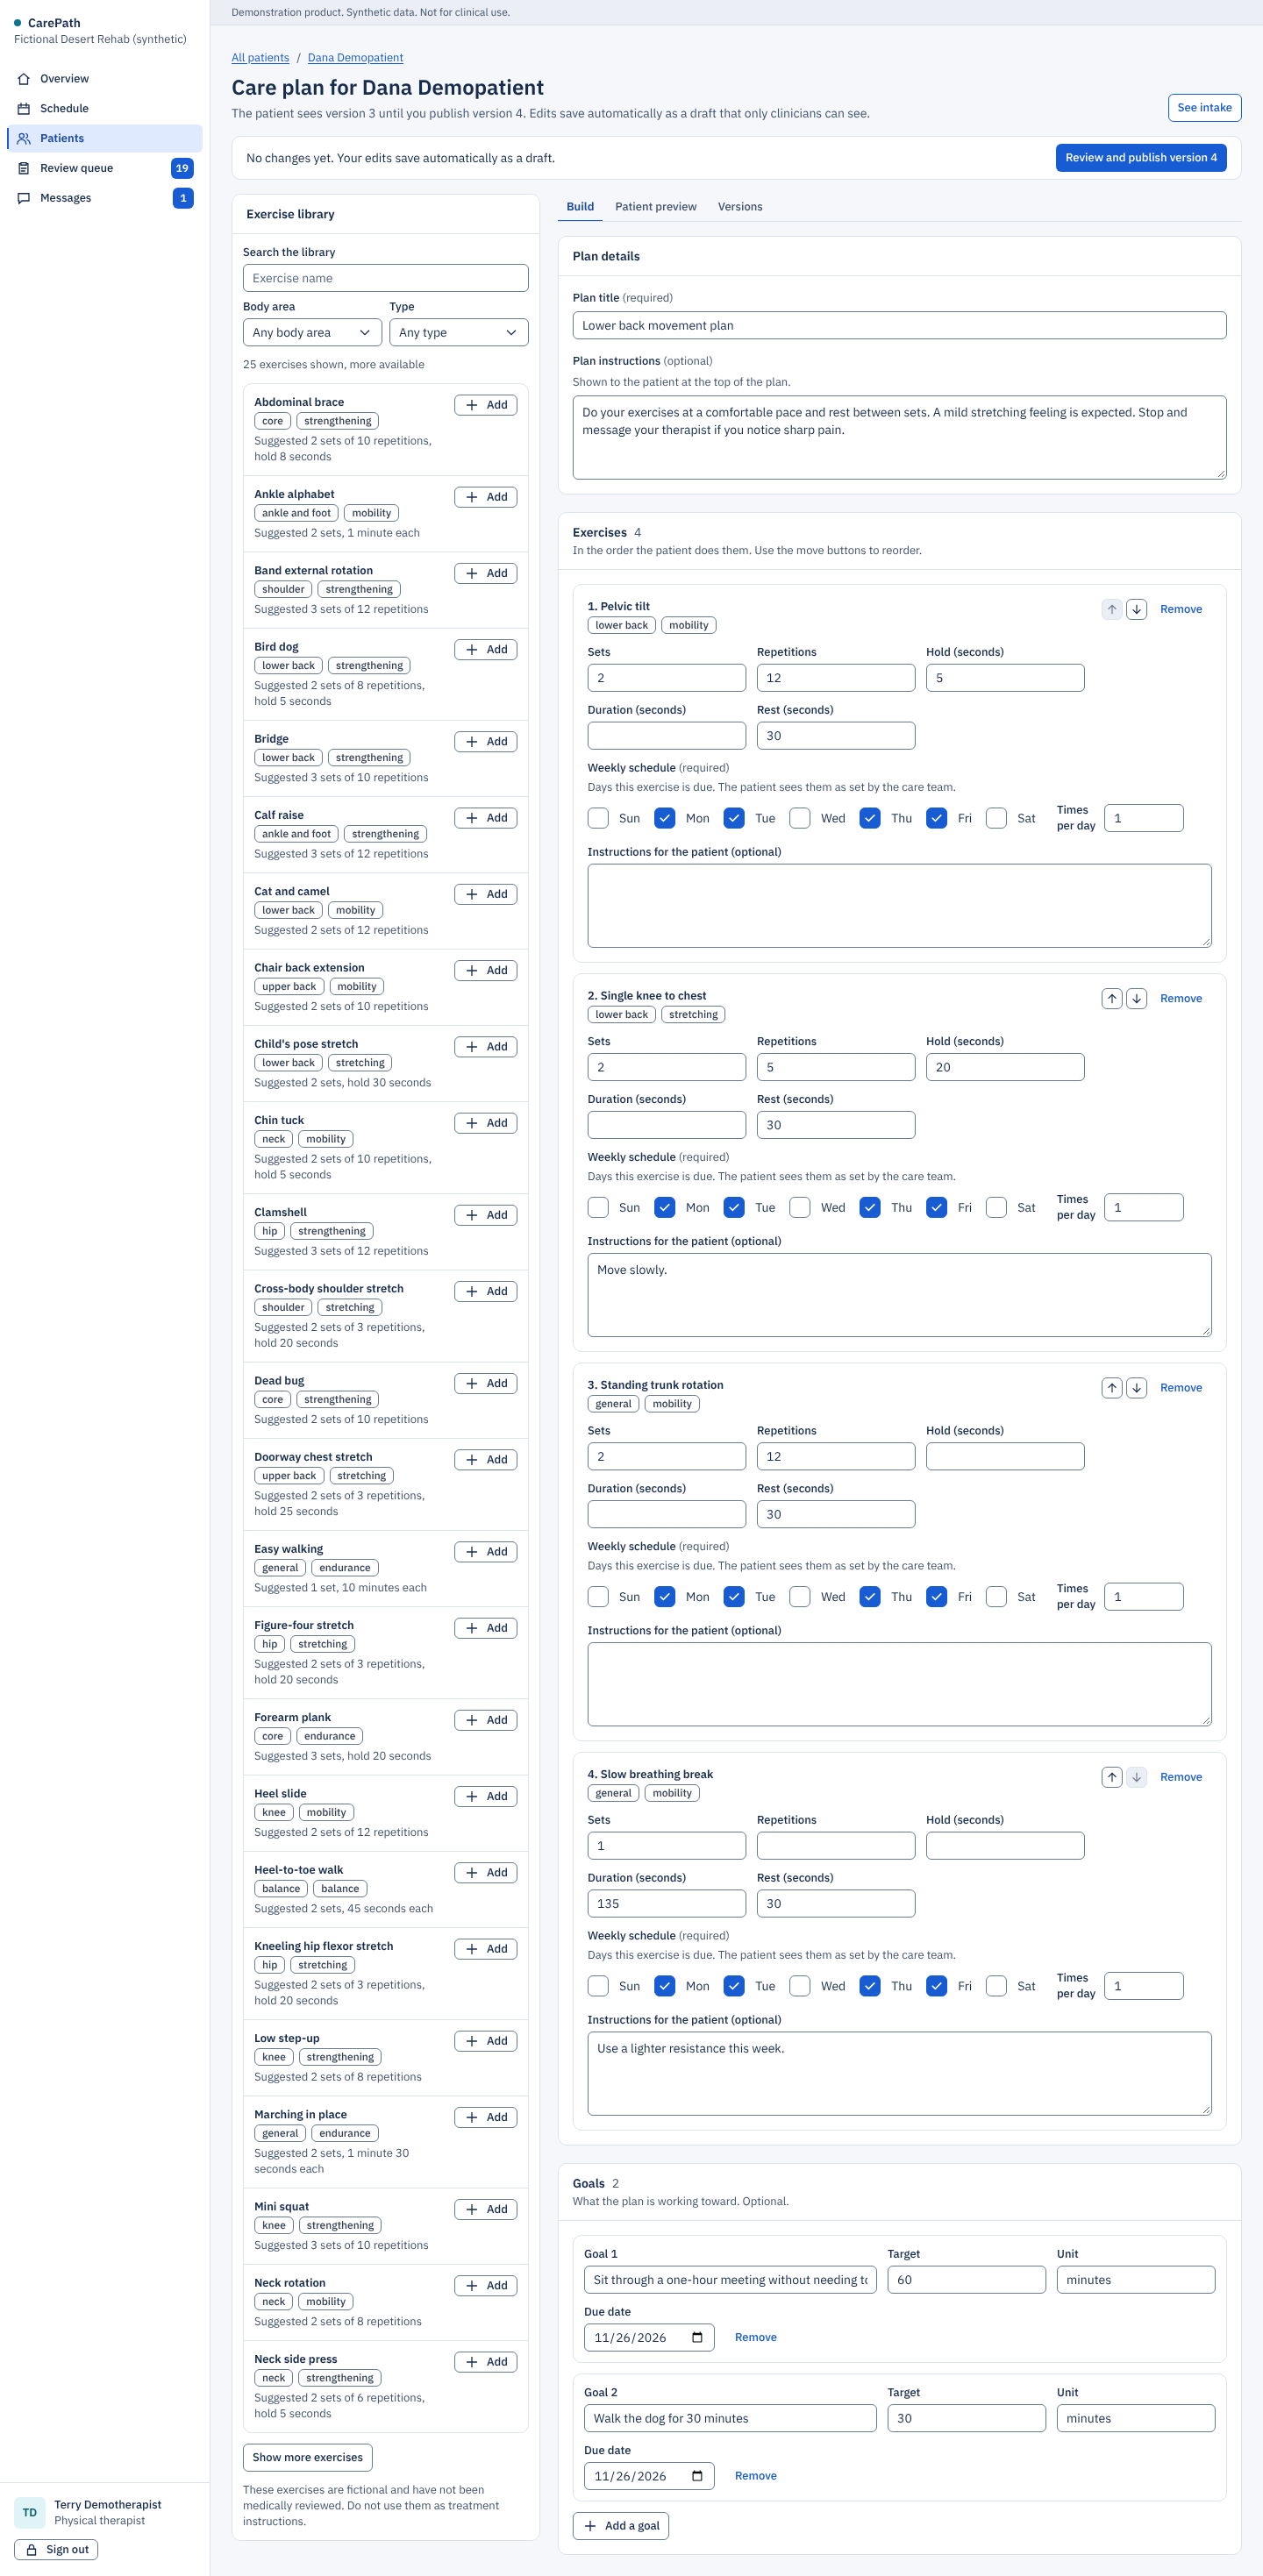 CarePath
Fictional Desert Rehab (synthetic)
Overview
Schedule
Patients
Review queue 19
Messages 1
Demonstration product. Synthetic data. Not for clinical use.
All patients / Dana Demopatient
Care plan for Dana Demopatient
The patient sees version 3 until you publish version 4. Edits save automatically as a draft that only clinicians can see.
See intake
No changes yet. Your edits save automatically as a draft.
Review and publish version 4
Exercise library
Search the library
Exercise name
Body area Type
Any body area Any type
25 exercises shown, more available
Abdominal brace
Add
core strengthening
Suggested 2 sets of 10 repetitions,
hold 8 seconds
Ankle alphabet
Add
ankle and foot mobility
Suggested 2 sets, 1 minute each
Band external rotation
Add
shoulder strengthening
Suggested 3 sets of 12 repetitions
Bird dog
Add
lower back strengthening
Suggested 2 sets of 8 repetitions,
hold 5 seconds
Bridge
Add
lower back strengthening
Suggested 3 sets of 10 repetitions
Calf raise
Add
ankle and foot strengthening
Suggested 3 sets of 12 repetitions
Cat and camel
Add
lower back mobility
Suggested 2 sets of 12 repetitions
Chair back extension
Add
upper back mobility
Suggested 2 sets of 10 repetitions
Child's pose stretch
Add
lower back stretching
Suggested 2 sets, hold 30 seconds
Chin tuck
Add
neck mobility
Suggested 2 sets of 10 repetitions,
hold 5 seconds
Clamshell
Add
hip strengthening
Suggested 3 sets of 12 repetitions
Cross-body shoulder stretch
Add
shoulder stretching
Suggested 2 sets of 3 repetitions,
hold 20 seconds
Dead bug
Add
core strengthening
Suggested 2 sets of 10 repetitions
Doorway chest stretch
Add
upper back stretching
Suggested 2 sets of 3 repetitions,
hold 25 seconds
Easy walking
Add
general endurance
Suggested 1 set, 10 minutes each
Figure-four stretch
Add
hip stretching
Suggested 2 sets of 3 repetitions,
hold 20 seconds
Forearm plank
Add
core endurance
Suggested 3 sets, hold 20 seconds
Heel slide
Add
knee mobility
Suggested 2 sets of 12 repetitions
Heel-to-toe walk
Add
balance balance
Suggested 2 sets, 45 seconds each
Kneeling hip flexor stretch
Add
hip stretching
Suggested 2 sets of 3 repetitions,
hold 20 seconds
Low step-up
Add
knee strengthening
Suggested 2 sets of 8 repetitions
Marching in place
Add
general endurance
Suggested 2 sets, 1 minute 30
seconds each
Mini squat
Add
knee strengthening
Suggested 3 sets of 10 repetitions
Neck rotation
Add
neck mobility
Suggested 2 sets of 8 repetitions
Neck side press
Add
neck strengthening
Suggested 2 sets of 6 repetitions,
hold 5 seconds
Show more exercises
These exercises are fictional and have not been
medically reviewed. Do not use them as treatment
instructions.
Build Patient preview Versions
Plan details
Plan title (required)
Lower back movement plan
Plan instructions (optional)
Shown to the patient at the top of the plan.
Do your exercises at a comfortable pace and rest between sets. A mild stretching feeling is expected. Stop and
message your therapist if you notice sharp pain.
Exercises 4
In the order the patient does them. Use the move buttons to reorder.
1. Pelvic tilt
Remove
lower back mobility
Sets Repetitions Hold (seconds)
2 12 5
Duration (seconds) Rest (seconds)
30
Weekly schedule (required)
Days this exercise is due. The patient sees them as set by the care team.
Sun Mon Tue Wed Thu Fri Sat
Times
per day
1
Instructions for the patient (optional)
2. Single knee to chest
Remove
lower back stretching
Sets Repetitions Hold (seconds)
2 5 20
Duration (seconds) Rest (seconds)
30
Weekly schedule (required)
Days this exercise is due. The patient sees them as set by the care team.
Sun Mon Tue Wed Thu Fri Sat
Times
per day
1
Instructions for the patient (optional)
Move slowly.
3. Standing trunk rotation
Remove
general mobility
Sets Repetitions Hold (seconds)
2 12
Duration (seconds) Rest (seconds)
30
Weekly schedule (required)
Days this exercise is due. The patient sees them as set by the care team.
Sun Mon Tue Wed Thu Fri Sat
Times
per day
1
Instructions for the patient (optional)
4. Slow breathing break
Remove
general mobility
Sets Repetitions Hold (seconds)
1
Duration (seconds) Rest (seconds)
135 30
Weekly schedule (required)
Days this exercise is due. The patient sees them as set by the care team.
Sun Mon Tue Wed Thu Fri Sat
Times
per day
1
Instructions for the patient (optional)
Use a lighter resistance this week.
Goals 2
What the plan is working toward. Optional.
Goal 1 Target Unit
Sit through a one-hour meeting without needing to 60 minutes
Due date
11/26/2026 Remove
Goal 2 Target Unit
Walk the dog for 30 minutes 30 minutes
Due date
11/26/2026 Remove
Add a goal
TD
Terry Demotherapist
Physical therapist
Sign out